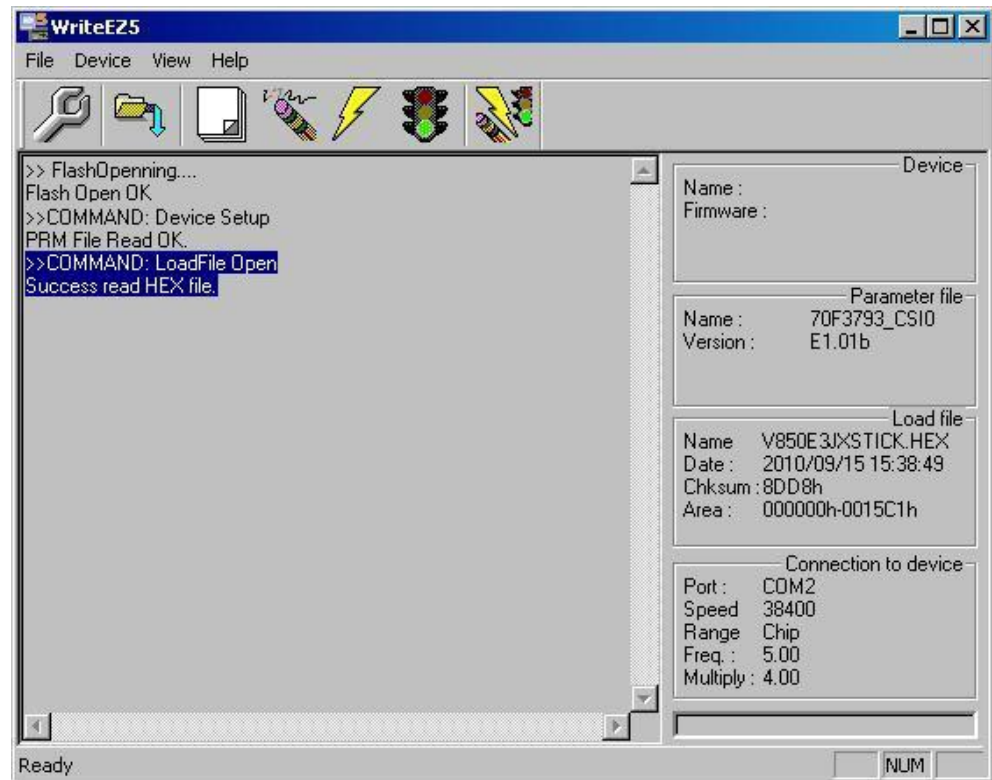 WriteEZ5
File Device View Help
>> FlashOpenning....
Flash Open OK
>>COMMAND: Device Setup
PRM File Read OK.
>>COMMAND: LoadFile Open
Success read HEX file.
Device
Name :
Firmware :
Parameter file
Name : 70F3793_CSI0
Version : E1.01b
Load file
Name V850E3JXSTICK.HEX
Date : 2010/09/15 15:38:49
Chksum : 8DD8h
Area : 000000h-0015C1h
Connection to device
Port : COM2
Speed 38400
Range Chip
Freq. : 5.00
Multiply : 4.00
Ready NUM